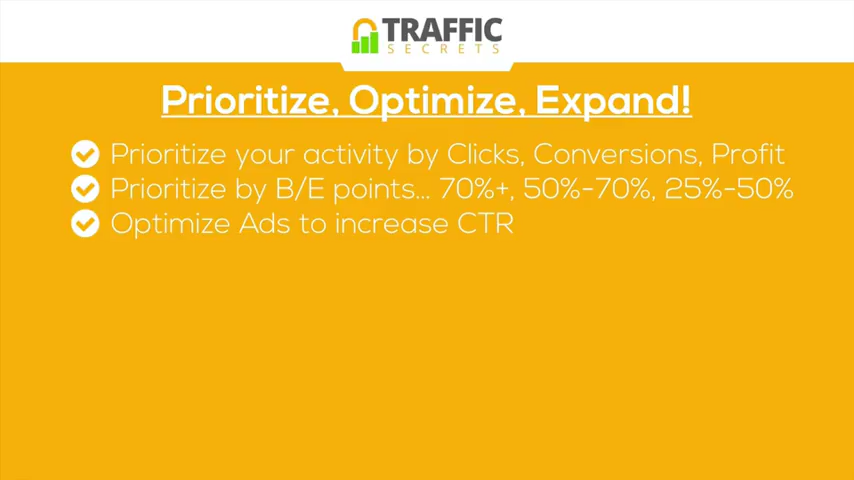 TRAFFIC
SECRETS
Prioritize, Optimize, Expand!
Prioritize your activity by Clicks, Conversions, Profit
Prioritize by B/E points... 70%+, 50%-70%, 25%-50%
Optimize Ads to increase CTR